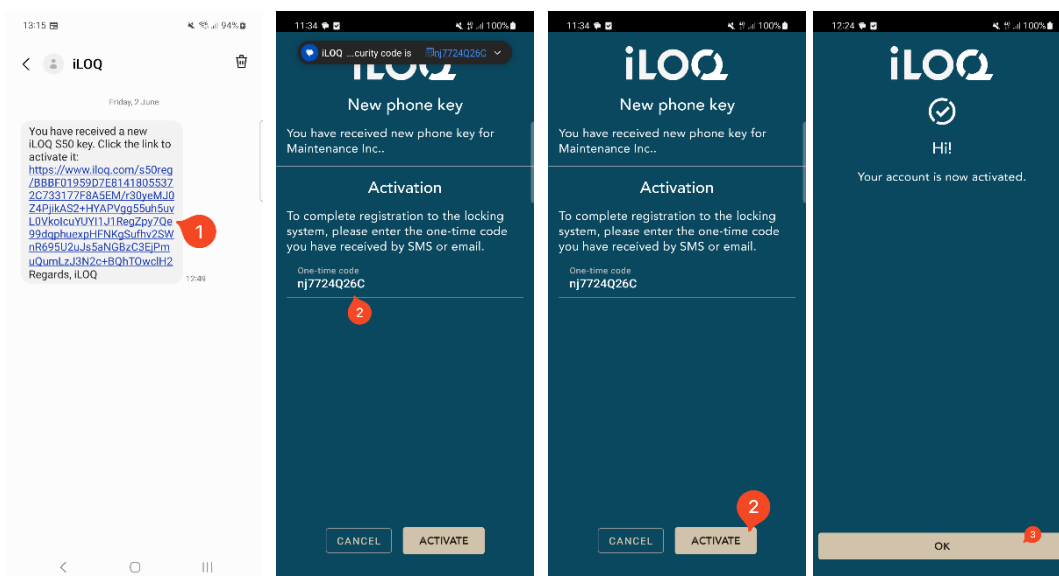 13:15
94%
iLOQ
Friday, 2 June
You have received a new
iLOQ S50 key. Click the link to
activate it:
https://www.iloq.com/s50reg
/BBBF01959D7E8141805537
2C733177F8A5EM/r30yeMJ0
Z4PjikAS2+HYAPVgg55uh5uv
L0VkoIcuYUYI1J1RegZpy7Qe
99dqphuexpHFNKgSufhv2SW
nR695U2uJs5aNGBzC3EjPm
uQumLzJ3N2c+BQhTOwclH2
Regards, iLOQ
12:49
1
11:34
100%
iLOQ ...curity code is nj7724Q26C
iLOQ
New phone key
You have received new phone key for
Maintenance Inc..
Activation
To complete registration to the locking
system, please enter the one-time code
you have received by SMS or email.
One-time code
nj7724Q26C
2
CANCEL
ACTIVATE
11:34
100%
iLOQ
New phone key
You have received new phone key for
Maintenance Inc..
Activation
To complete registration to the locking
system, please enter the one-time code
you have received by SMS or email.
One-time code
nj7724Q26C
2
CANCEL
ACTIVATE
12:24
100%
iLOQ
Hi!
Your account is now activated.
3
OK